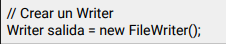 // Crear un Writer
Writer salida = new FileWriter();